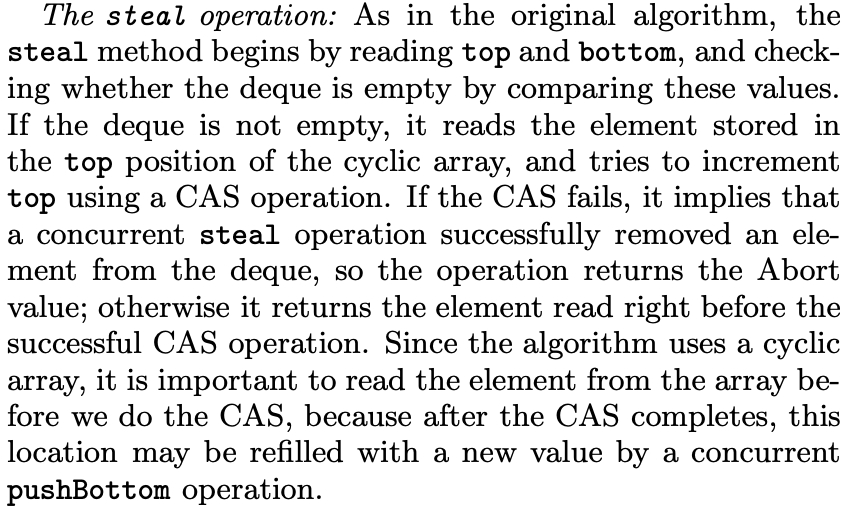 The steal operation: As in the original algorithm, the
steal method begins by reading top and bottom, and check-
ing whether the deque is empty by comparing these values.
If the deque is not empty, it reads the element stored in
the top position of the cyclic array, and tries to increment
top using a CAS operation. If the CAS fails, it implies that
a concurrent steal operation successfully removed an ele-
ment from the deque, so the operation returns the Abort
value; otherwise it returns the element read right before the
successful CAS operation. Since the algorithm uses a cyclic
array, it is important to read the element from the array be-
fore we do the CAS, because after the CAS completes, this
location may be refilled with a new value by a concurrent
pushBottom operation.